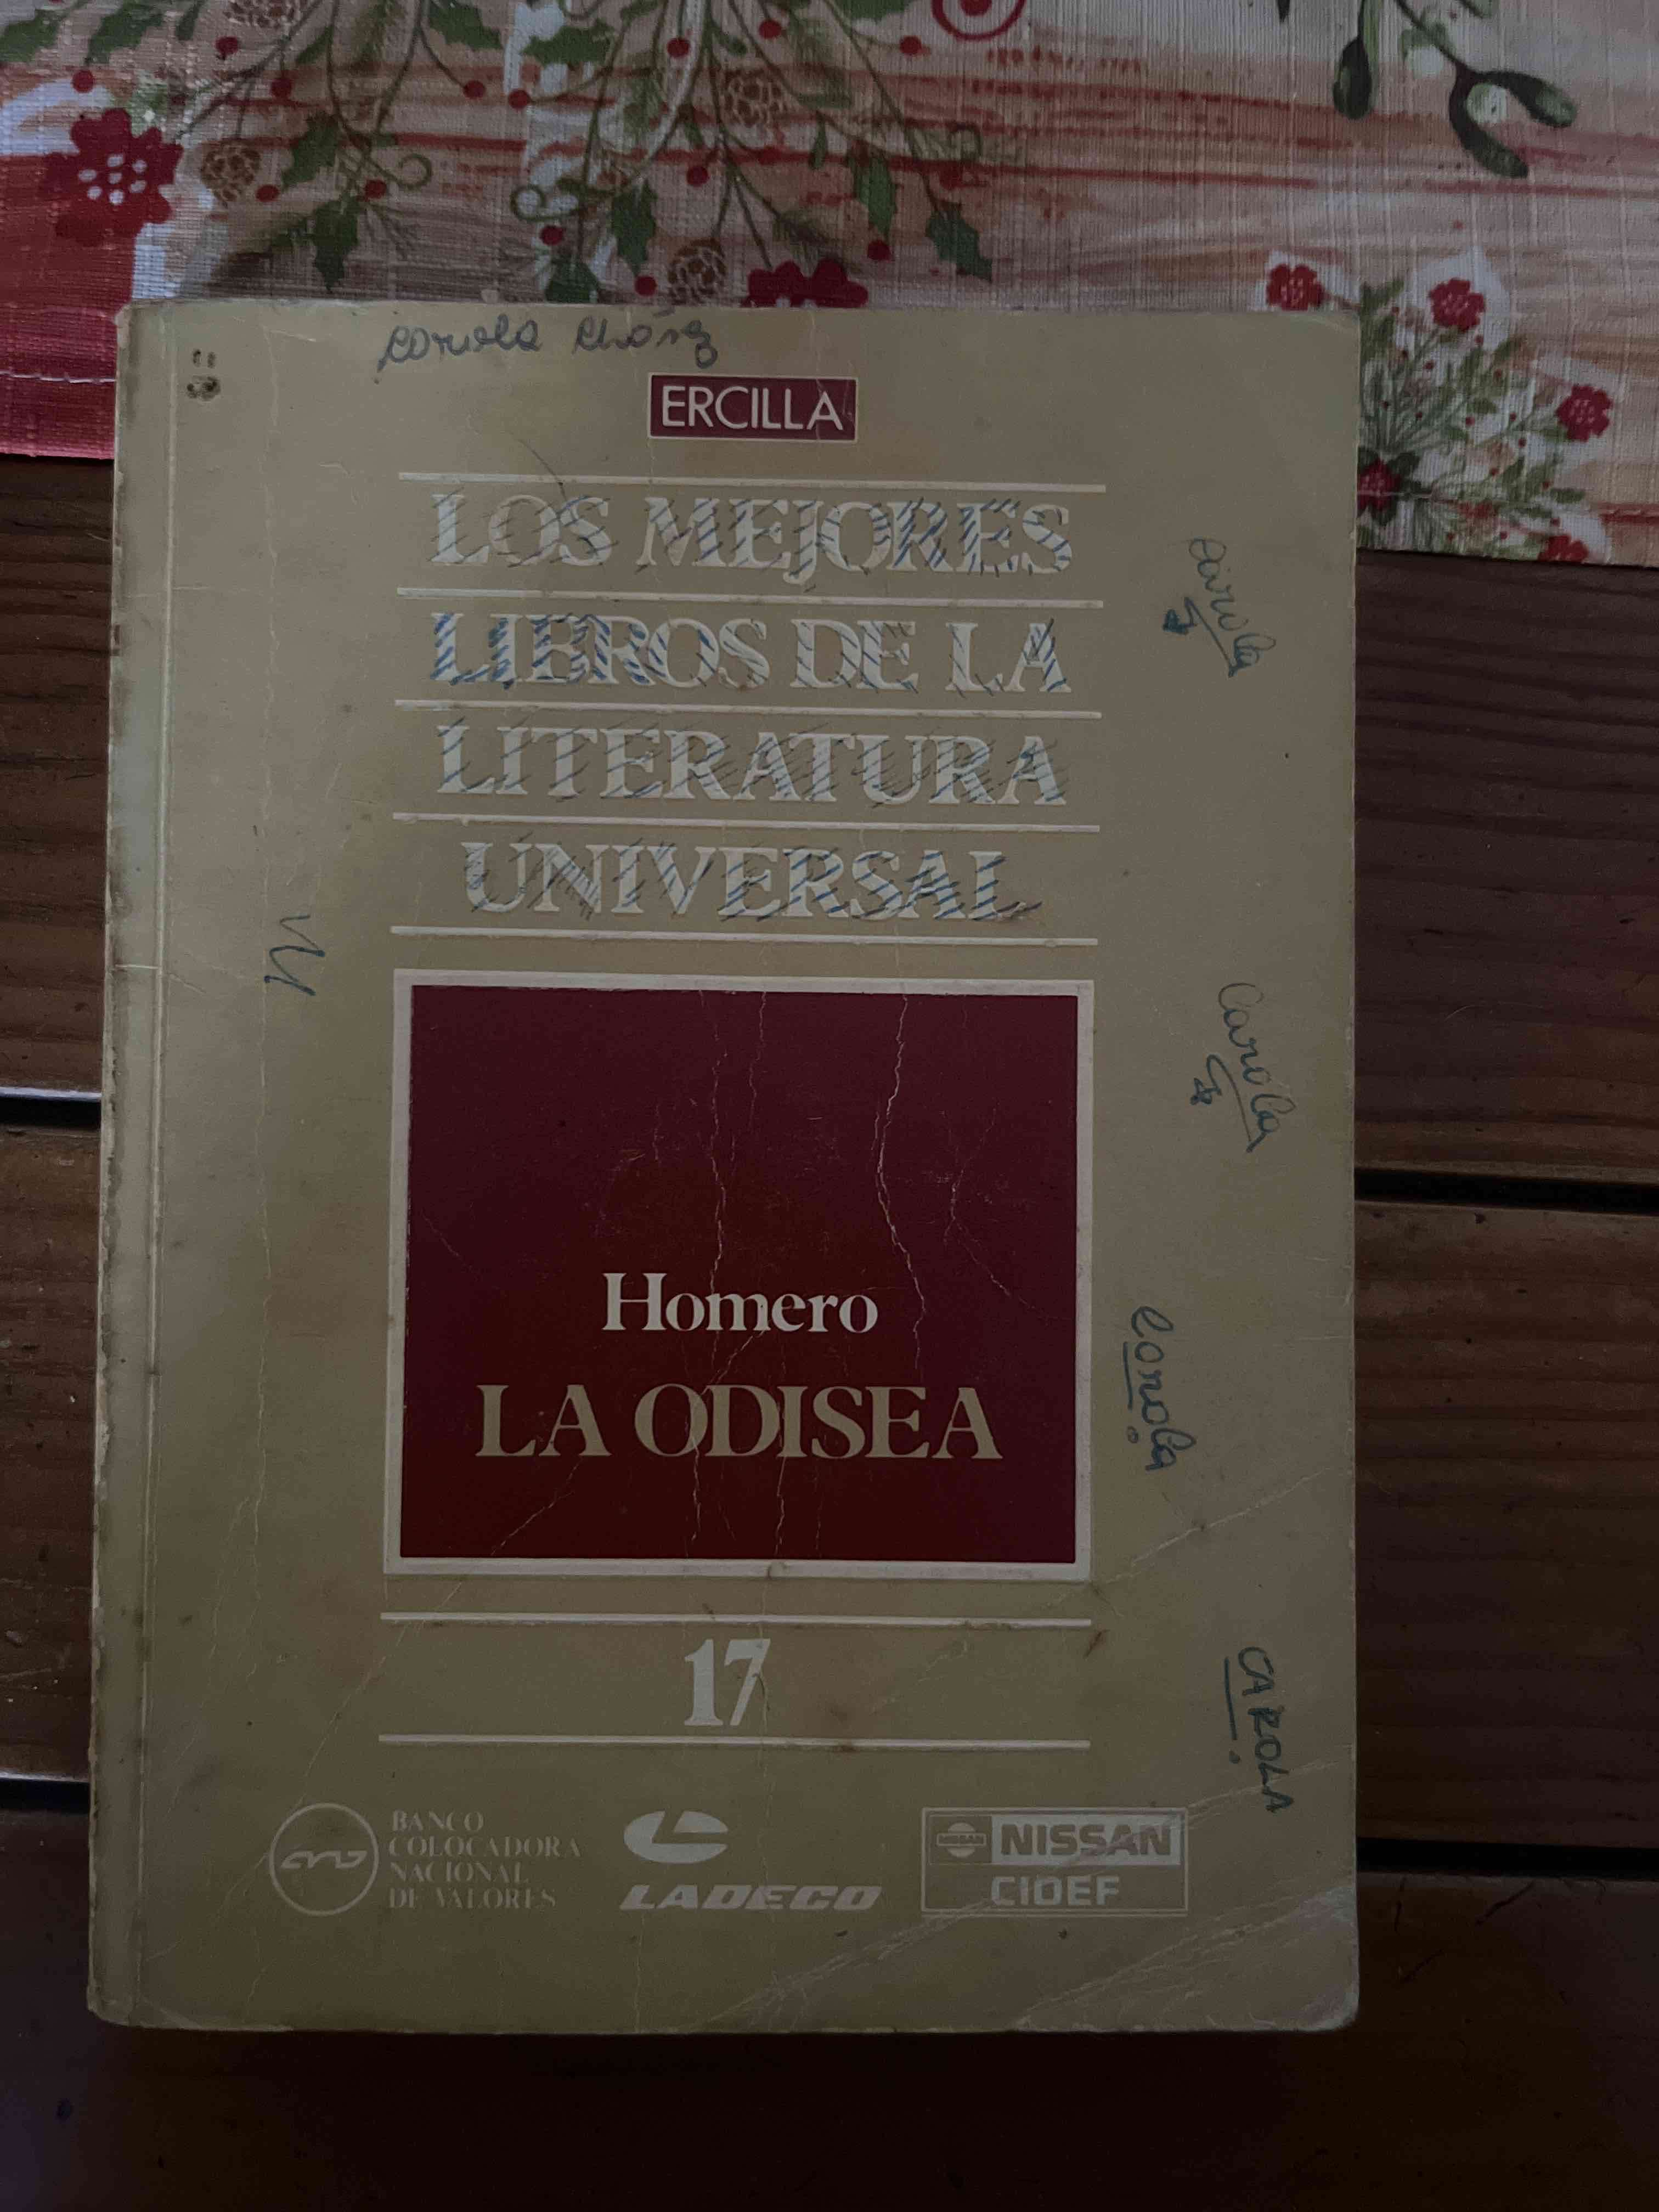 ERCILLA
LOS MEJORES
LIBROS DE LA
LITERATURA
UNIVERSAL
Carola
Carola
Homero
LA ODISEA
Carola
17
CAROLA
BANCO
COLOCADORA
NACIONAL
DE VALORES
LADECO
NISSAN
NISSAN
CIDEF